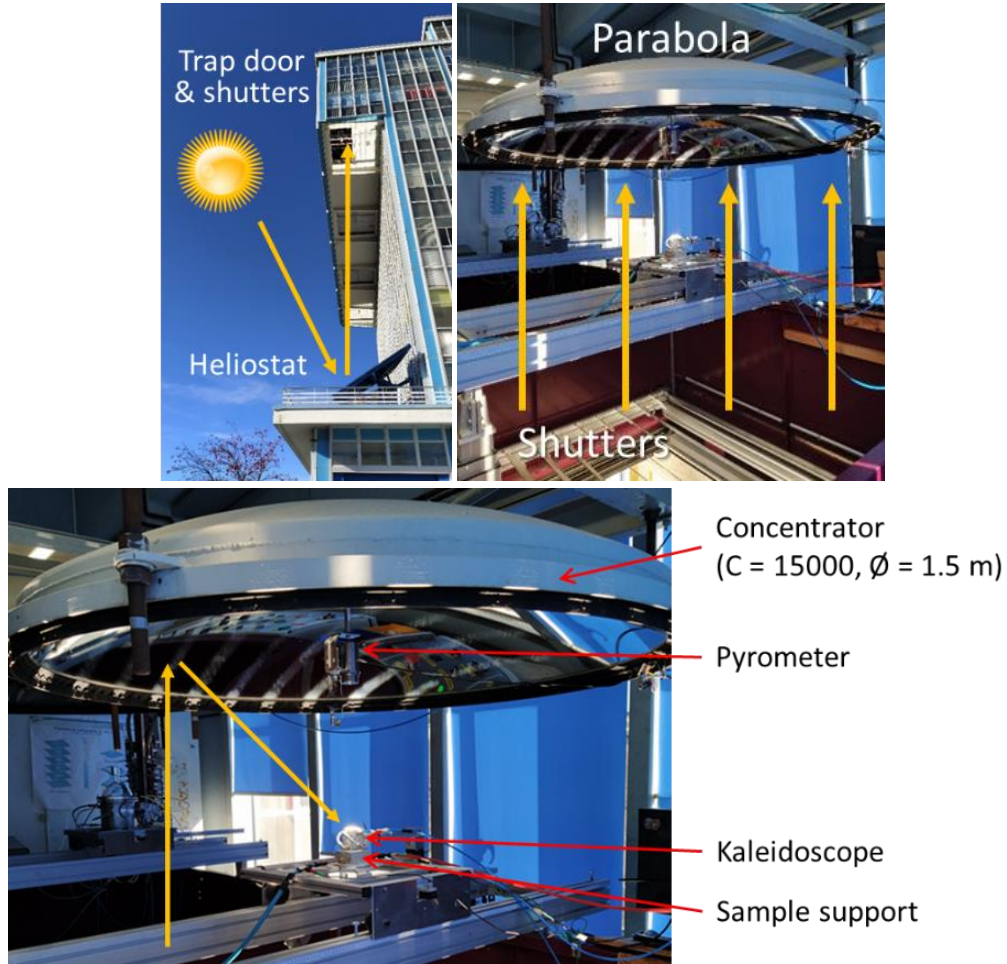 Trap door
& shutters
Heliostat
Parabola
Shutters
Concentrator
(C = 15000, Ø = 1.5 m)
Pyrometer
Kaleidoscope
Sample support